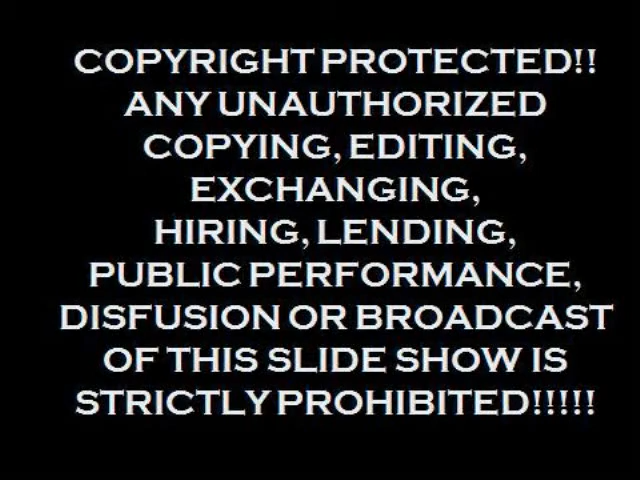 COPYRIGHT PROTECTED!!
ANY UNAUTHORIZED
COPYING, EDITING,
EXCHANGING,
HIRING, LENDING,
PUBLIC PERFORMANCE,
DISFUSION OR BROADCAST
OF THIS SLIDE SHOW IS
STRICTLY PROHIBITED!!!!!